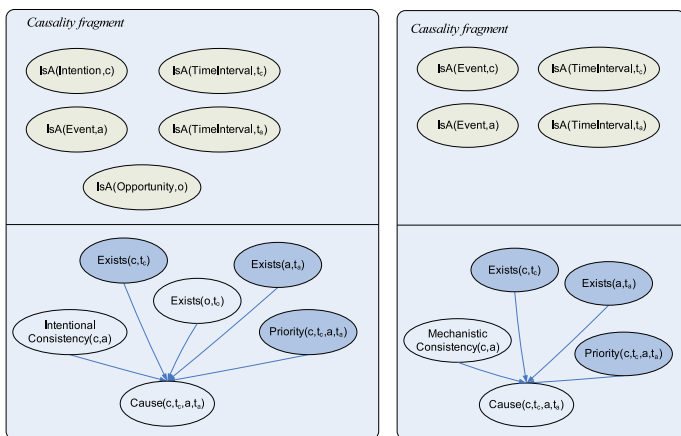 Causality fragment
IsA(Intention,c)
IsA(TimeInterval,tc)
IsA(Event,a)
IsA(TimeInterval,ta)
IsA(Opportunity,o)
Exists(c,tc)
Exists(a,ta)
Exists(o,tc)
Intentional
Consistency(c,a)
Priority(c,tc,a,ta)
Cause(c,tc,a,ta)
Causality fragment
IsA(Event,c)
IsA(TimeInterval,tc)
IsA(Event,a)
IsA(TimeInterval,ta)
Exists(c,tc)
Exists(a,ta)
Mechanistic
Consistency(c,a)
Priority(c,tc,a,ta)
Cause(c,tc,a,ta)